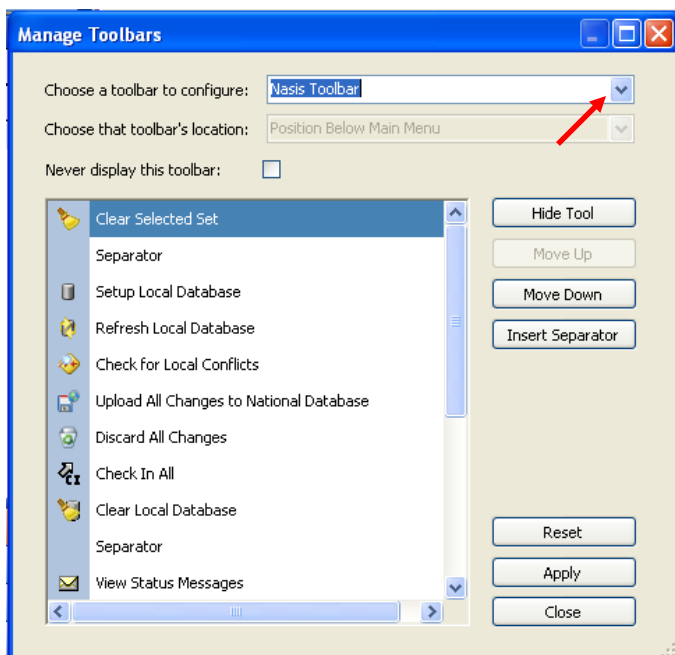 Manage Toolbars
Choose a toolbar to configure: Nasis Toolbar
Choose that toolbar's location: Position Below Main Menu
Never display this toolbar:
Clear Selected Set
Hide Tool
Separator
Move Up
Setup Local Database
Move Down
Refresh Local Database
Insert Separator
Check for Local Conflicts
Upload All Changes to National Database
Discard All Changes
CI Check In All
Clear Local Database
Reset
Separator
Apply
View Status Messages
Close